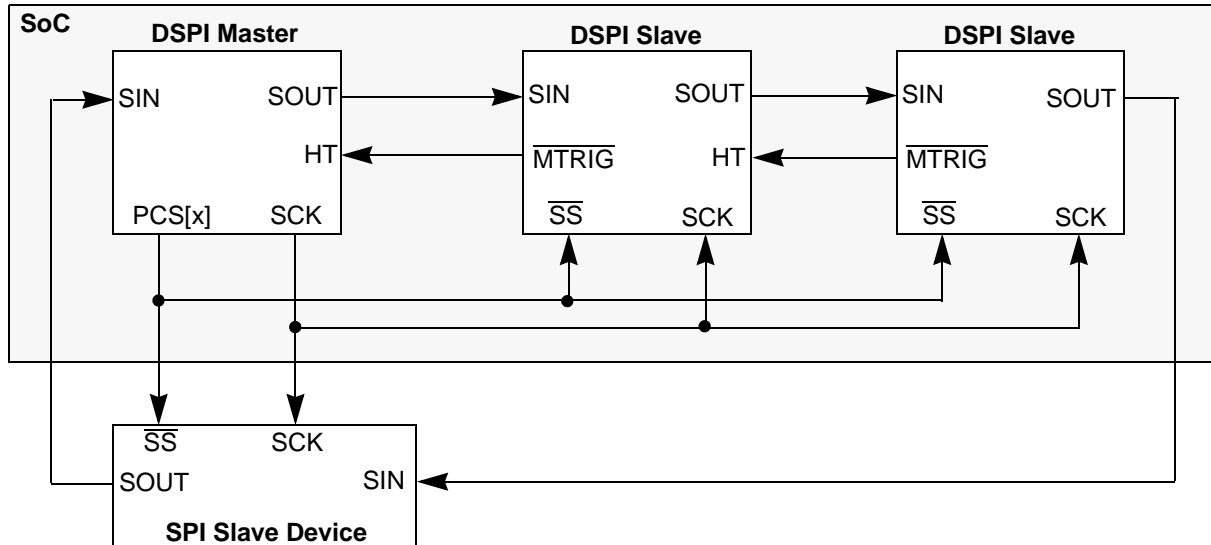 SoC
DSPI Master
DSPI Slave
DSPI Slave
SIN
SOUT
HT
PCS[x]
SCK
SIN
SOUT
MTRIG
HT
SS
SCK
SIN
SOUT
MTRIG
SS
SCK
SS
SCK
SOUT
SIN
SPI Slave Device